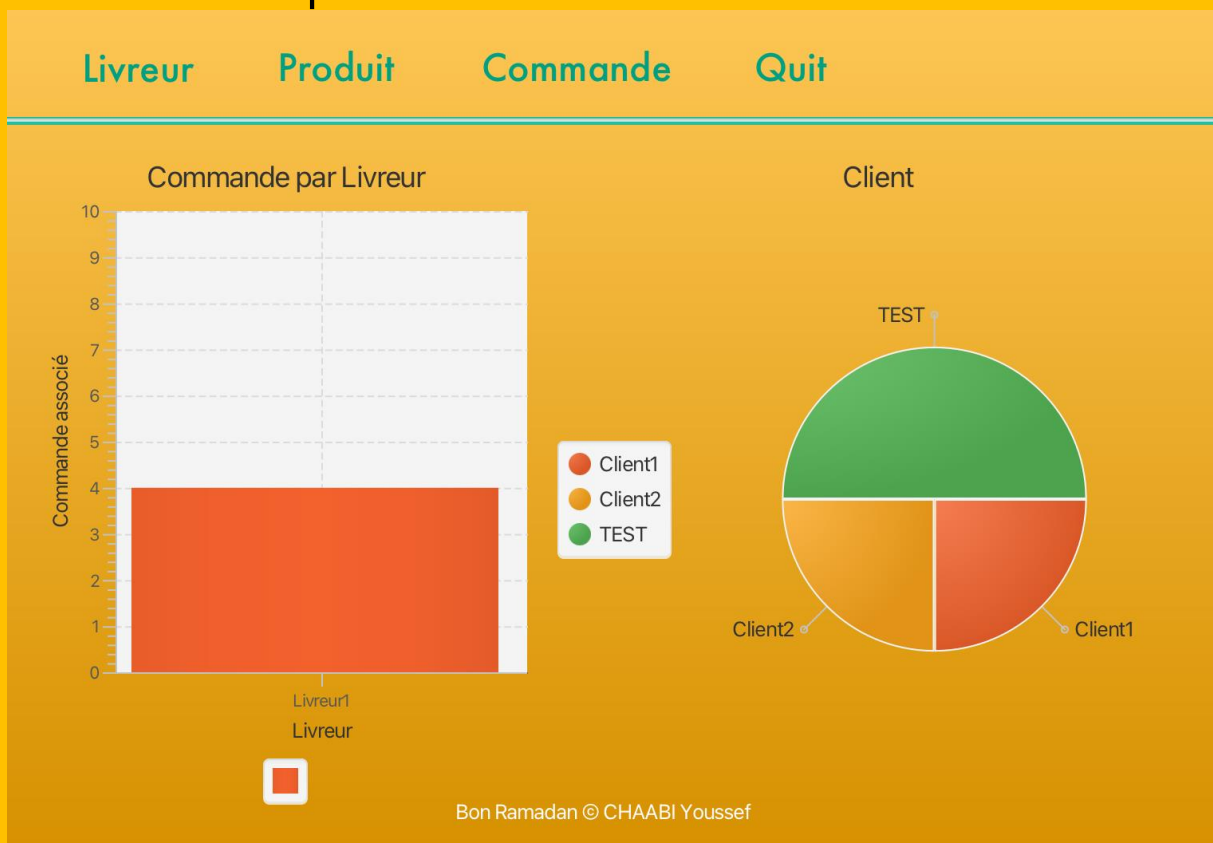 Livreur Produit Commande Quit
Commande par Livreur
10
9
8
7
6
5
4
3
2
1
0
Commande associé
Livreur1
Livreur
Client
Client1
Client2
TEST
TEST
Client2
Client1
Bon Ramadan © CHAABI Youssef